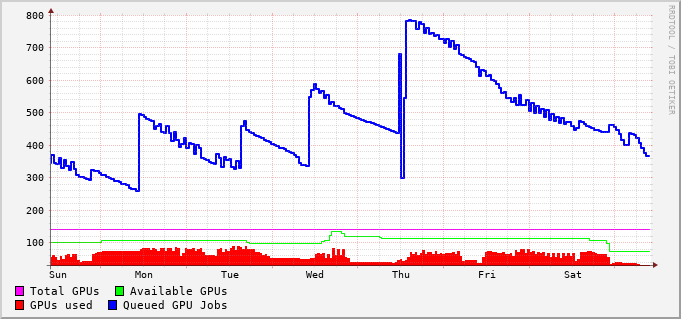 800
700
600
500
400
300
200
100
Sun Mon Tue Wed Thu Fri Sat
Total GPUs Available GPUs
GPUs used Queued GPU Jobs
RRDTOOL / TOBI OETIKER